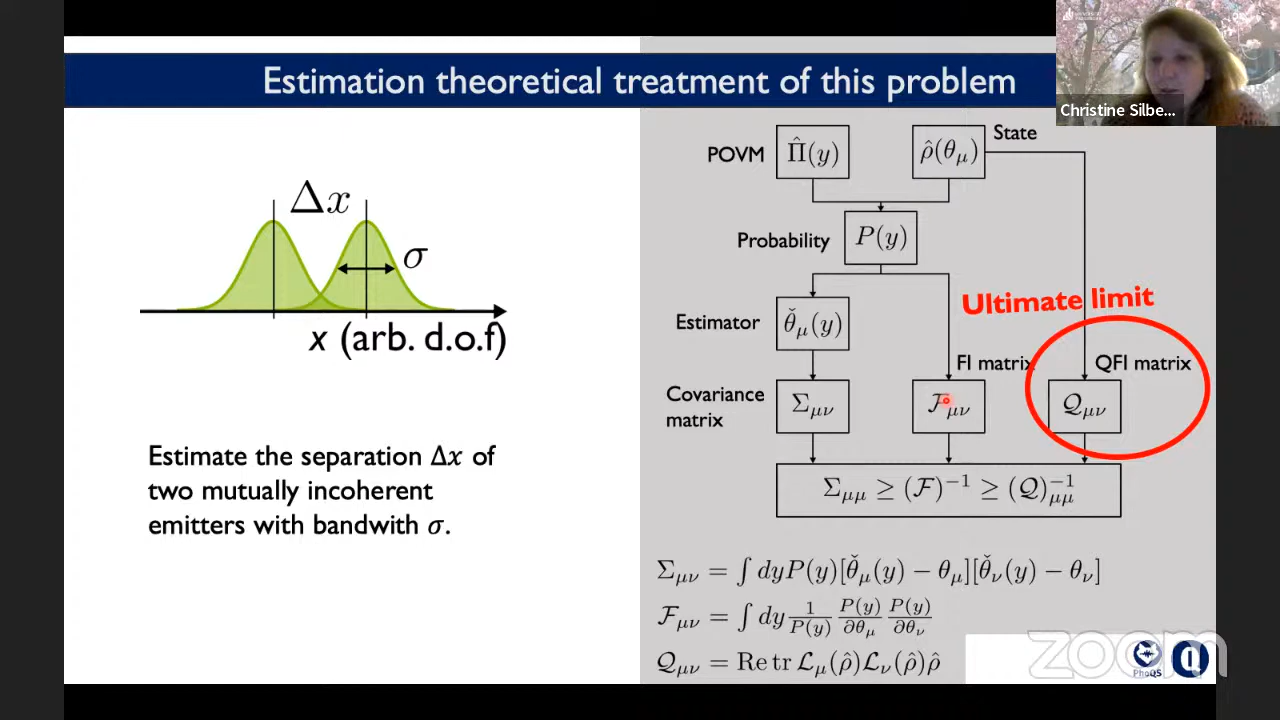 Estimation theoretical treatment of this problem
Christine Silbe...
Δx
σ
x (arb. d.o.f)
Estimate the separation Δx of
two mutually incoherent
emitters with bandwith σ.
POVM
Π̂(y)
ρ̂(θ_μ)
State
Probability
P(y)
Ultimate limit
Estimator
θ̌_μ(y)
FI matrix
QFI matrix
Covariance
matrix
Σ_μν
ℱ_μν
𝒬_μν
Σ_μμ ≥ (ℱ)^−1 ≥ (𝒬)^−1_μμ
Σ_μν = ∫ dyP(y)[θ̌_μ(y) − θ_μ][θ̌_ν(y) − θ_ν]
ℱ_μν = ∫ dy 1/P(y) P(y)/∂θ_μ P(y)/∂θ_ν
𝒬_μν = Re tr ℒ_μ(ρ̂)ℒ_ν(ρ̂)ρ̂
zoom
PhoQS